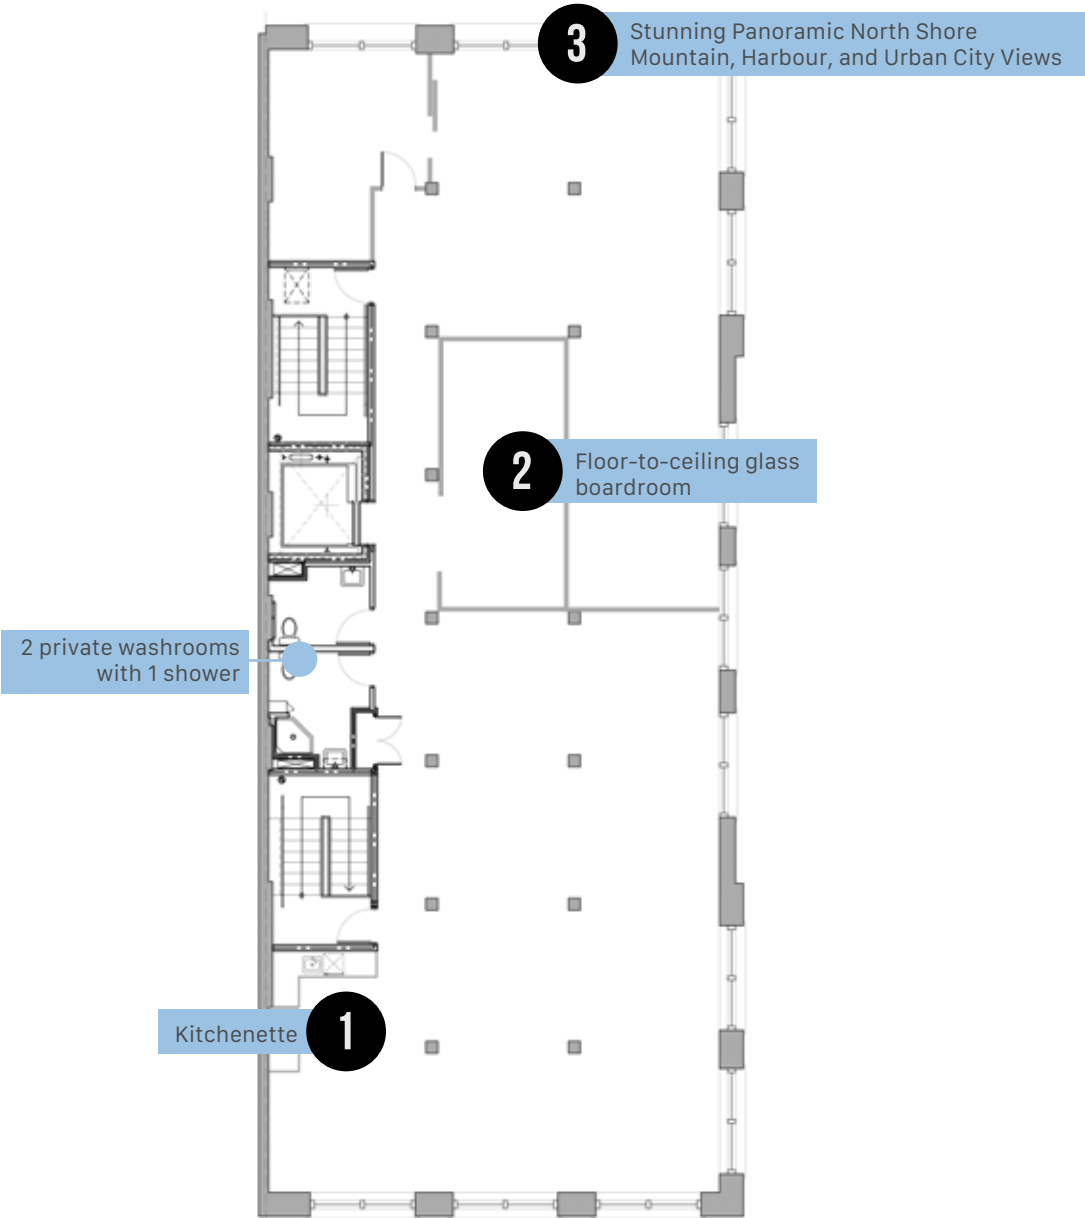 3
Stunning Panoramic North Shore
Mountain, Harbour, and Urban City Views
2
Floor-to-ceiling glass
boardroom
2 private washrooms
with 1 shower
Kitchenette
1